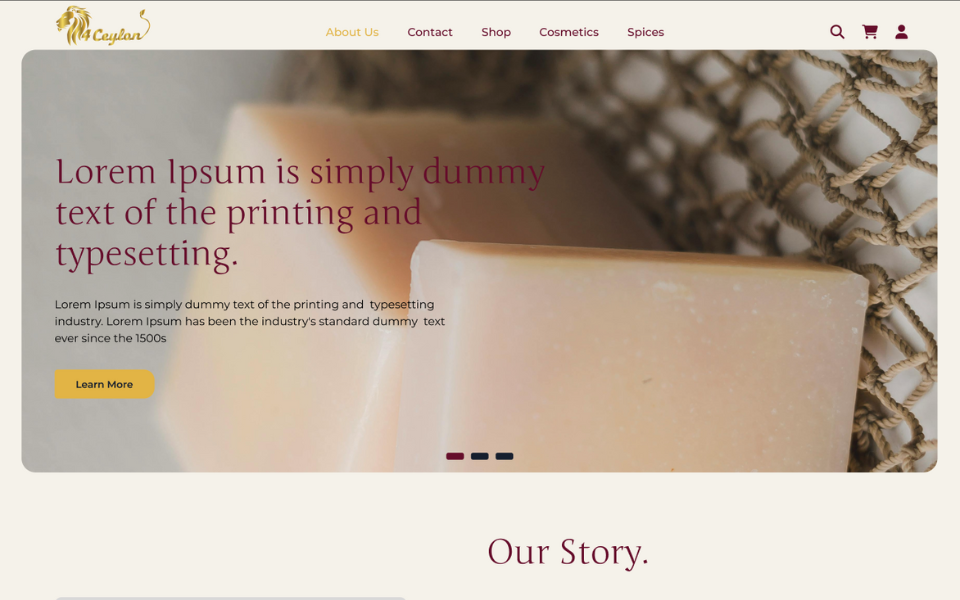 4 Ceylon
About Us
Contact
Shop
Cosmetics
Spices
Lorem Ipsum is simply dummy
text of the printing and
typesetting.
Lorem Ipsum is simply dummy text of the printing and  typesetting
industry. Lorem Ipsum has been the industry's standard dummy  text
ever since the 1500s
Learn More
Our Story.